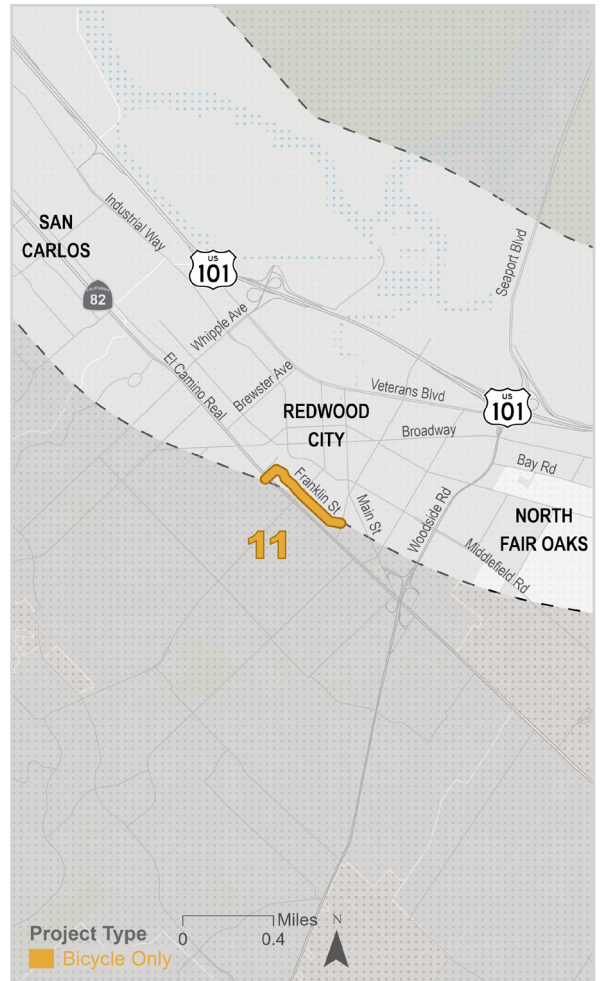 Seaport Blvd
Industrial Way
SAN
CARLOS
US
101
CALIFORNIA
82
Whipple Ave
El Camino Real
Brewster Ave
Veterans Blvd
US
101
REDWOOD
CITY
Broadway
Bay Rd
Franklin St
Main St
Woodside Rd
NORTH
FAIR OAKS
11
Middlefield Rd
Project Type
Bicycle Only
Miles
0
0.4
N